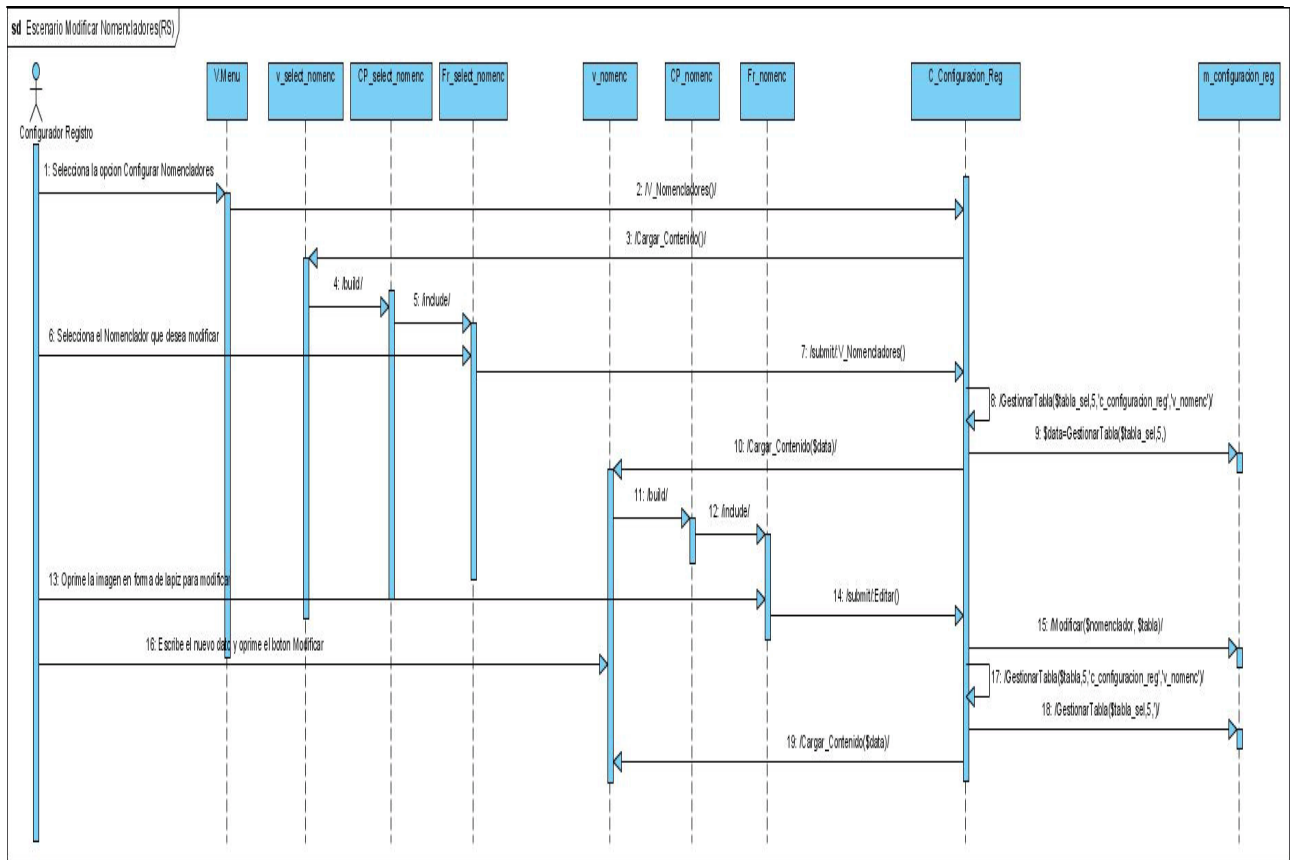 sd Escenario Modificar Nomencladores(RS)
V.Menu
v_select_nomenc
CP_select_nomenc
Fr_select_nomenc
v_nomenc
CP_nomenc
Fr_nomenc
C_Configuracion_Reg
m_configuracion_reg
Configurador Registro
1: Selecciona la opcion Configurar Nomencladores
2: /V_Nomencladores()/
3: /Cargar_Contenido()/
4: /build/
5: /include/
6: Selecciona el Nomenclador que desea modificar
7: /submit/:V_Nomencladores()
8: /GestionarTabla($tabla_sel,5,'c_configuracion_reg','v_nomenc')/
9: $data=GestionarTabla($tabla_sel,5,)
10: /Cargar_Contenido($data)/
11: /build/
12: /include/
13: Oprime la imagen en forma de lapiz para modificar
14: /submit/:Editar()
15: /Modificar($nomenclador, $tabla)/
16: Escribe el nuevo dato y oprime el boton Modificar
17: /GestionarTabla($tabla,5,'c_configuracion_reg','v_nomenc')/
18: /GestionarTabla($tabla_sel,5,')/
19: /Cargar_Contenido($data)/